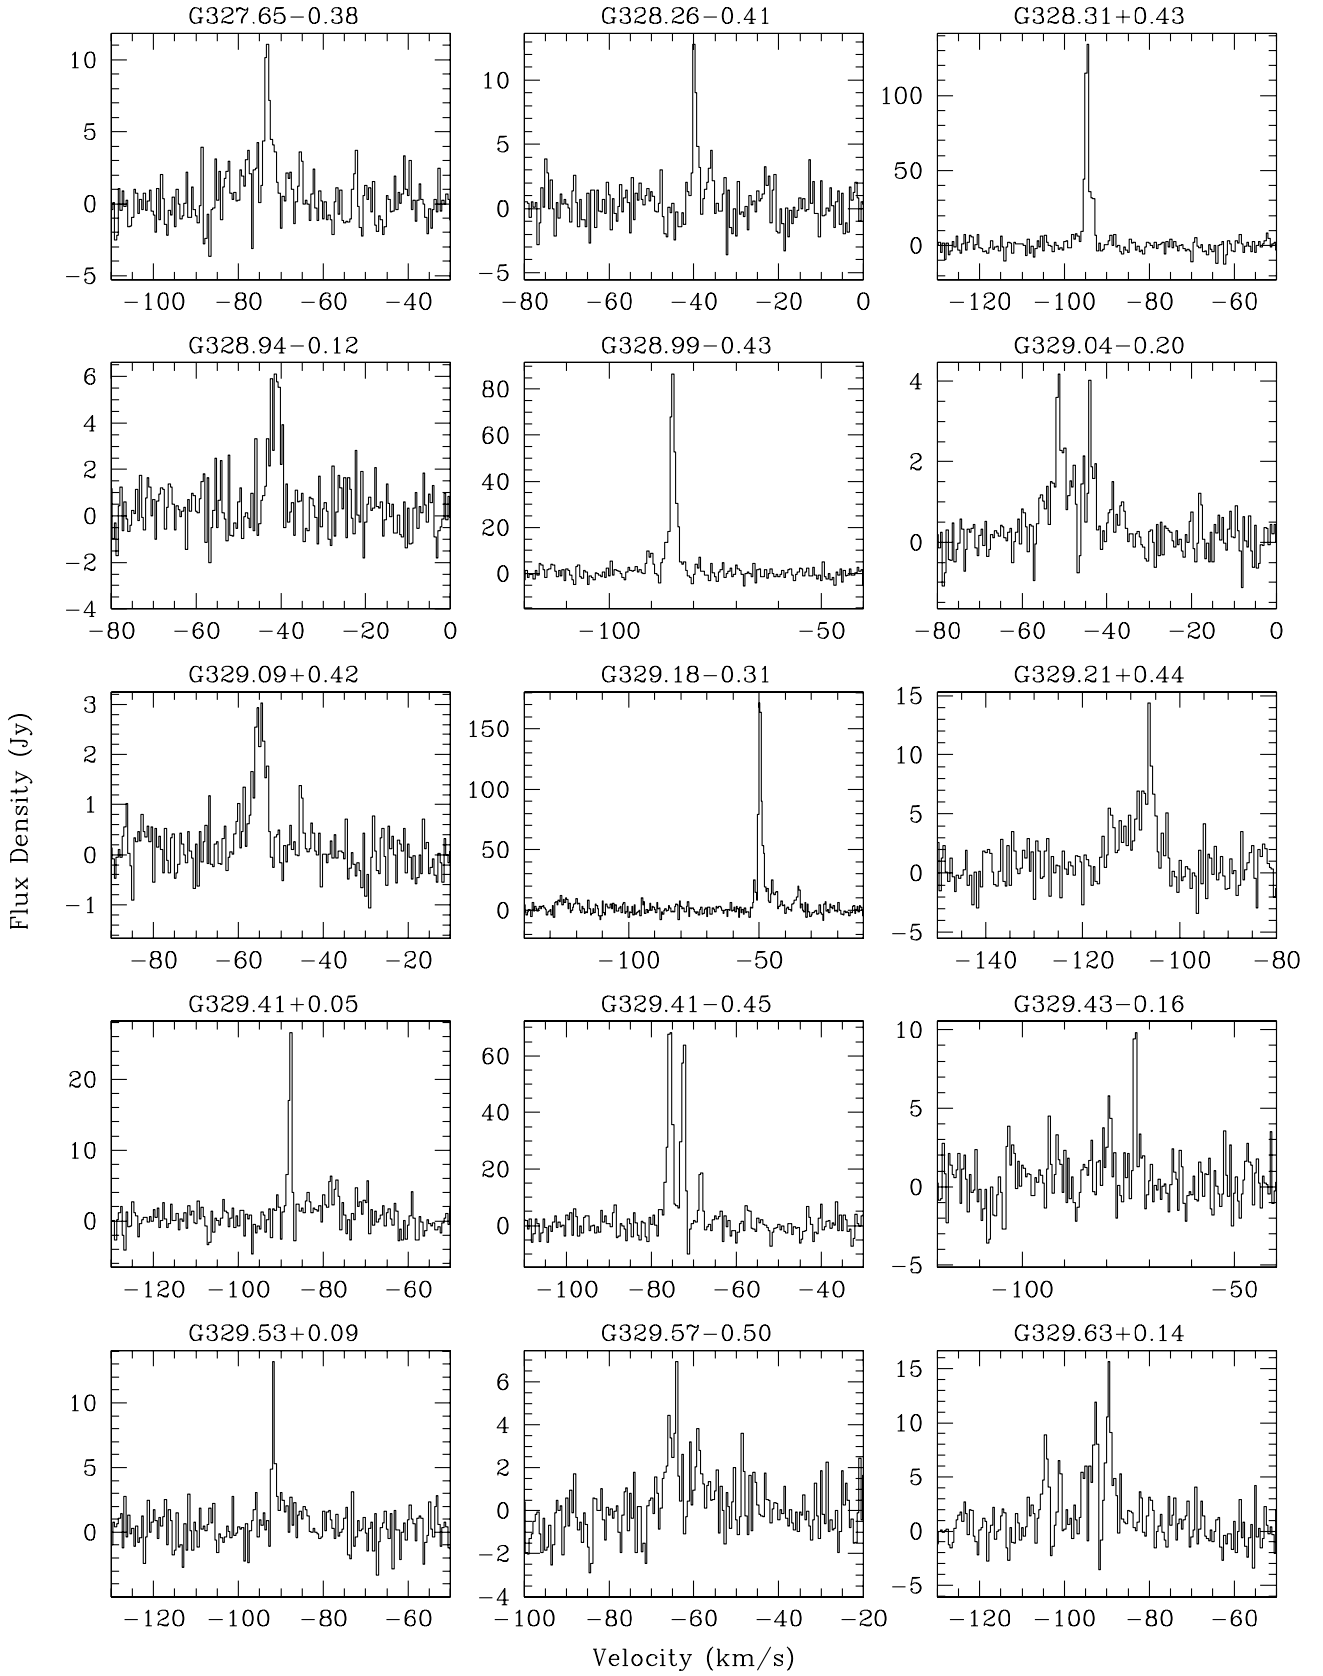 G327.65−0.38
G328.26−0.41
G328.31+0.43
10
5
0
−5
−100 −80 −60 −40
10
5
0
−5
−80 −60 −40 −20 0
100
50
0
−120 −100 −80 −60
G328.94−0.12
G328.99−0.43
G329.04−0.20
6
4
2
0
−2
−4
−80 −60 −40 −20 0
80
60
40
20
0
−100 −50
4
2
0
−80 −60 −40 −20 0
G329.09+0.42
G329.18−0.31
G329.21+0.44
3
2
1
0
−1
−80 −60 −40 −20
150
100
50
0
−100 −50
15
10
5
0
−5
−140 −120 −100 −80
G329.41+0.05
G329.41−0.45
G329.43−0.16
20
10
0
−120 −100 −80 −60
60
40
20
0
−100 −80 −60 −40
10
5
0
−5
−100 −50
G329.53+0.09
G329.57−0.50
G329.63+0.14
10
5
0
−120 −100 −80 −60
6
4
2
0
−2
−4
−100 −80 −60 −40 −20
15
10
5
0
−5
−120 −100 −80 −60
Flux Density (Jy)
Velocity (km/s)